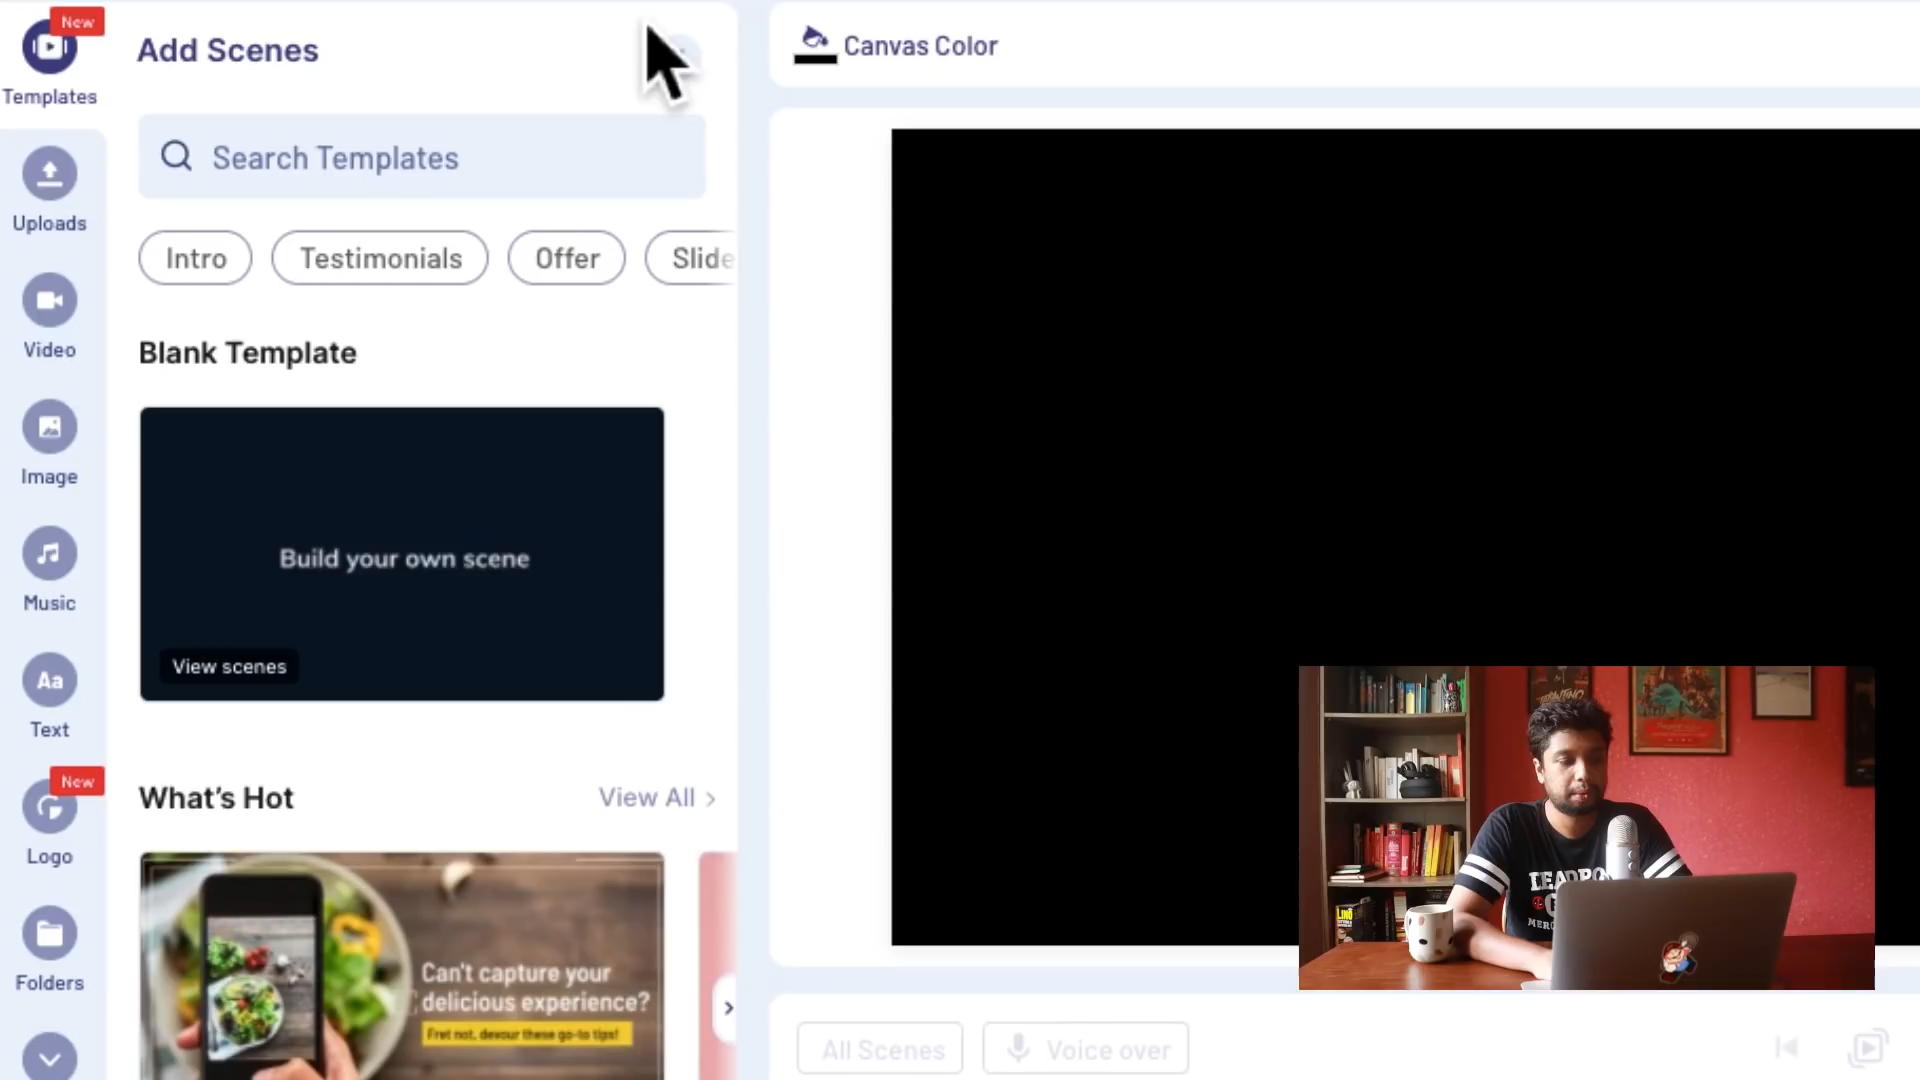 New
Templates
Uploads
Video
Image
Music
Aa
Text
New
Logo
Folders
Add Scenes
Search Templates
Intro
Testimonials
Offer
Slide
Blank Template
Build your own scene
View scenes
What's Hot
View All >
Can't capture your
delicious experience?
Fret not, devour these go-to tips!
Canvas Color
All Scenes
Voice over